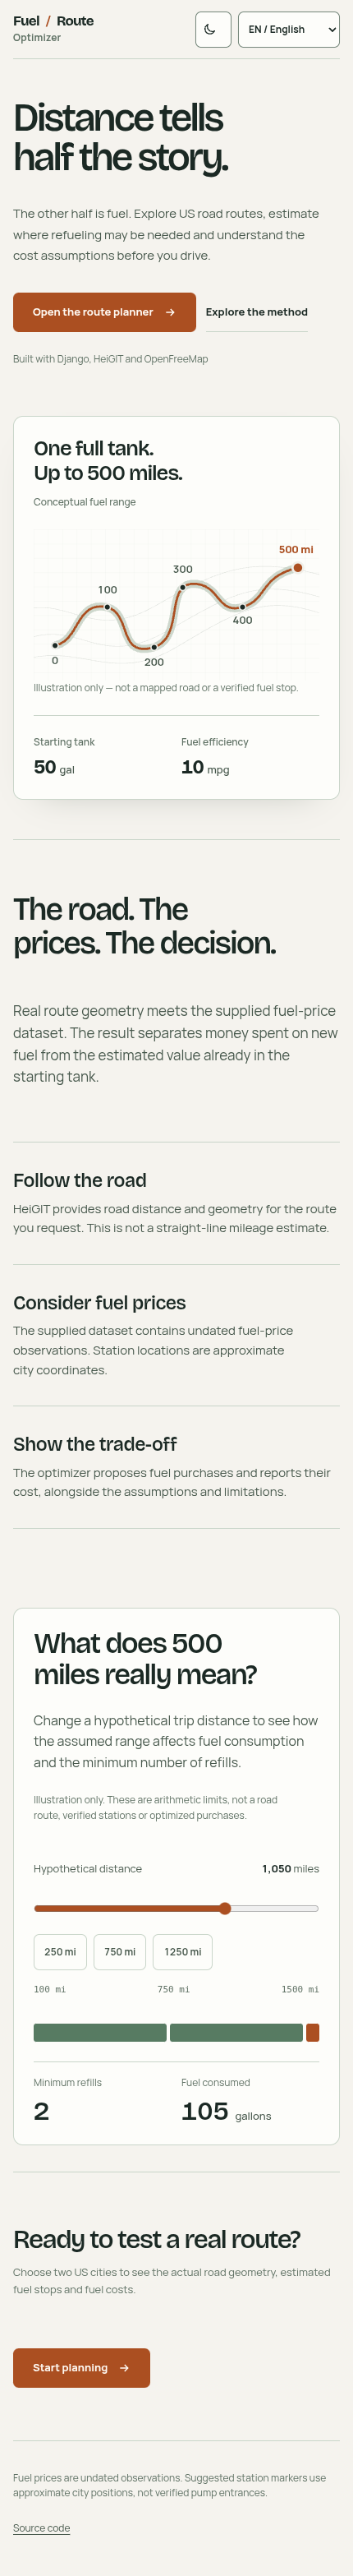 Fuel / Route
Optimizer
EN / English
Distance tells
half the story.
The other half is fuel. Explore US road routes, estimate
where refueling may be needed and understand the
cost assumptions before you drive.
Open the route planner →
Explore the method
Built with Django, HeiGIT and OpenFreeMap
One full tank.
Up to 500 miles.
Conceptual fuel range
500 mi
300
100
400
0
200
Illustration only — not a mapped road or a verified fuel stop.
Starting tank
50 gal
Fuel efficiency
10 mpg
The road. The
prices. The decision.
Real route geometry meets the supplied fuel-price
dataset. The result separates money spent on new
fuel from the estimated value already in the
starting tank.
Follow the road
HeiGIT provides road distance and geometry for the route
you request. This is not a straight-line mileage estimate.
Consider fuel prices
The supplied dataset contains undated fuel-price
observations. Station locations are approximate
city coordinates.
Show the trade-off
The optimizer proposes fuel purchases and reports their
cost, alongside the assumptions and limitations.
What does 500
miles really mean?
Change a hypothetical trip distance to see how
the assumed range affects fuel consumption
and the minimum number of refills.
Illustration only. These are arithmetic limits, not a road
route, verified stations or optimized purchases.
Hypothetical distance 1,050 miles
250 mi 750 mi 1250 mi
100 mi 750 mi 1500 mi
Minimum refills
2
Fuel consumed
105 gallons
Ready to test a real route?
Choose two US cities to see the actual road geometry, estimated
fuel stops and fuel costs.
Start planning →
Fuel prices are undated observations. Suggested station markers use
approximate city positions, not verified pump entrances.
Source code